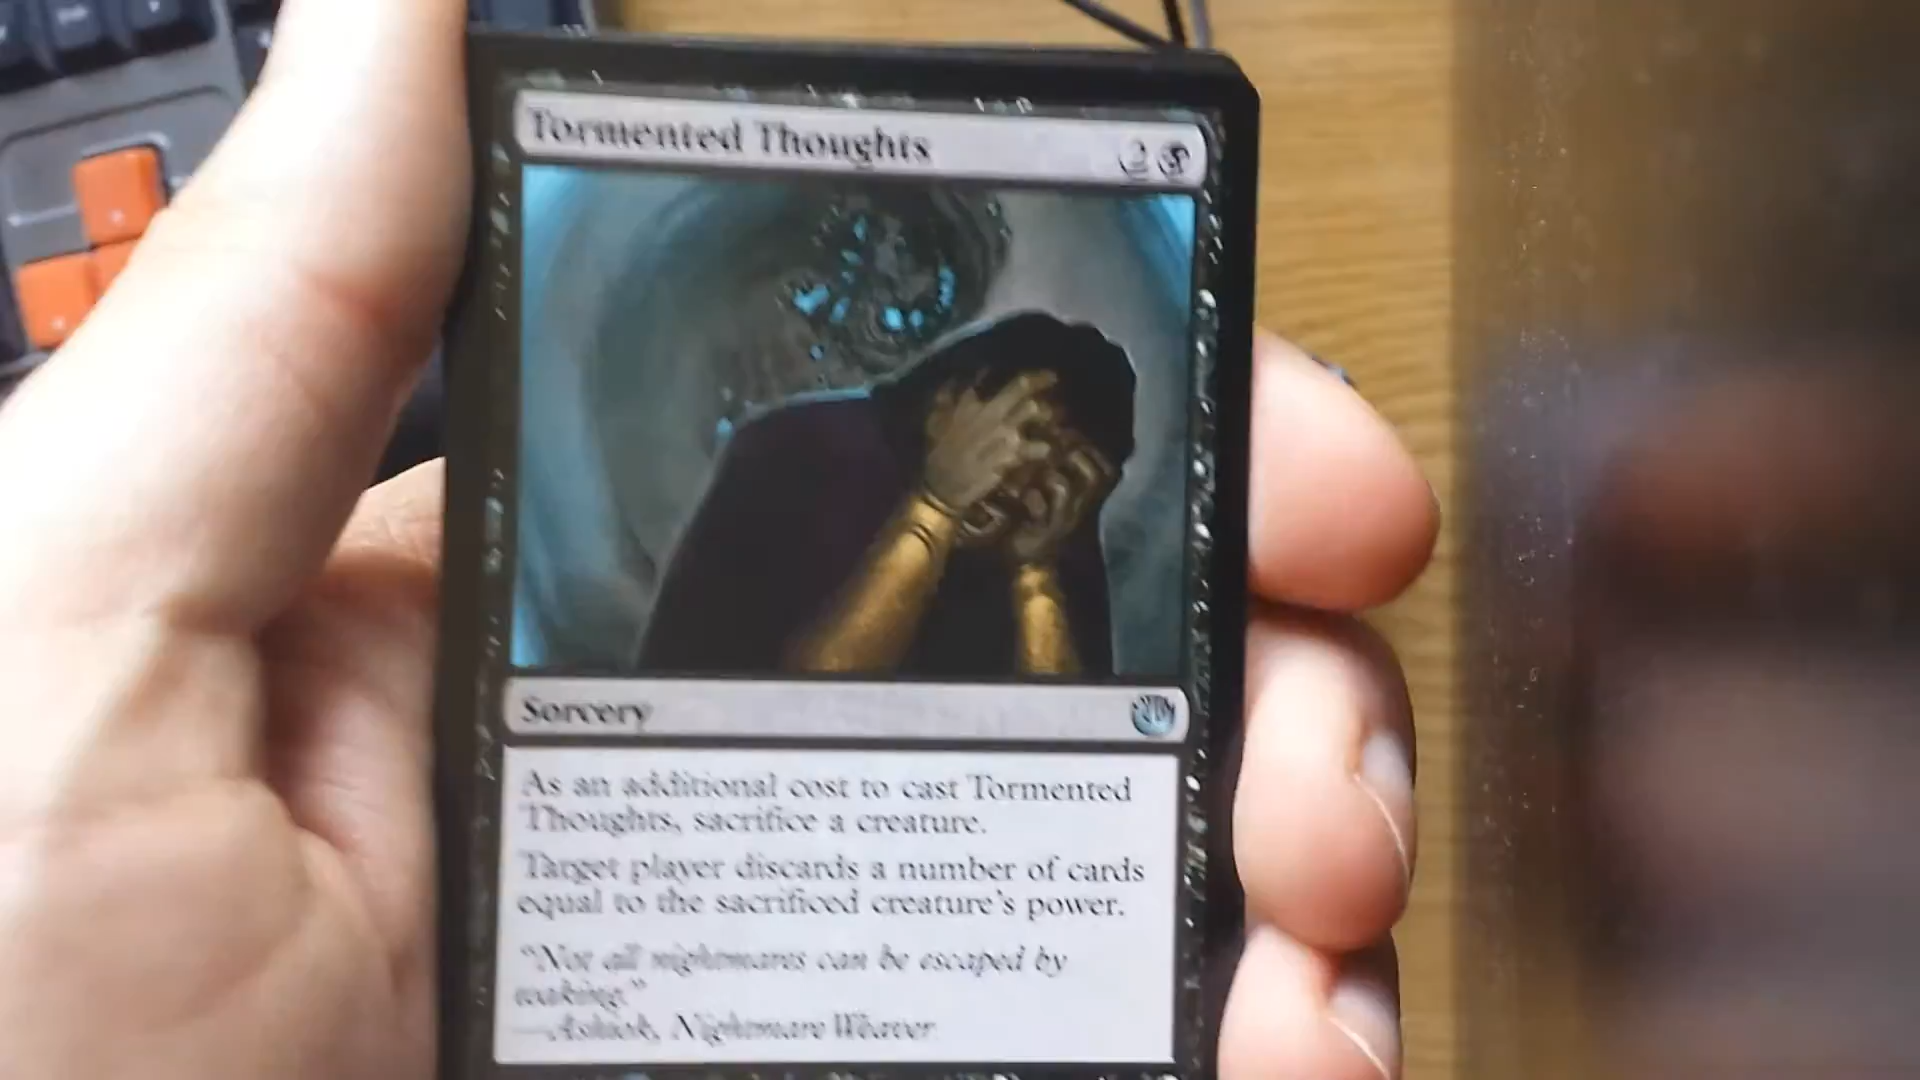 Tormented Thoughts 2
Sorcery
As an additional cost to cast Tormented
Thoughts, sacrifice a creature.
Target player discards a number of cards
equal to the sacrificed creature's power.
"Not all nightmares can be escaped by
waking."
—Ashiok, Nightmare Weaver